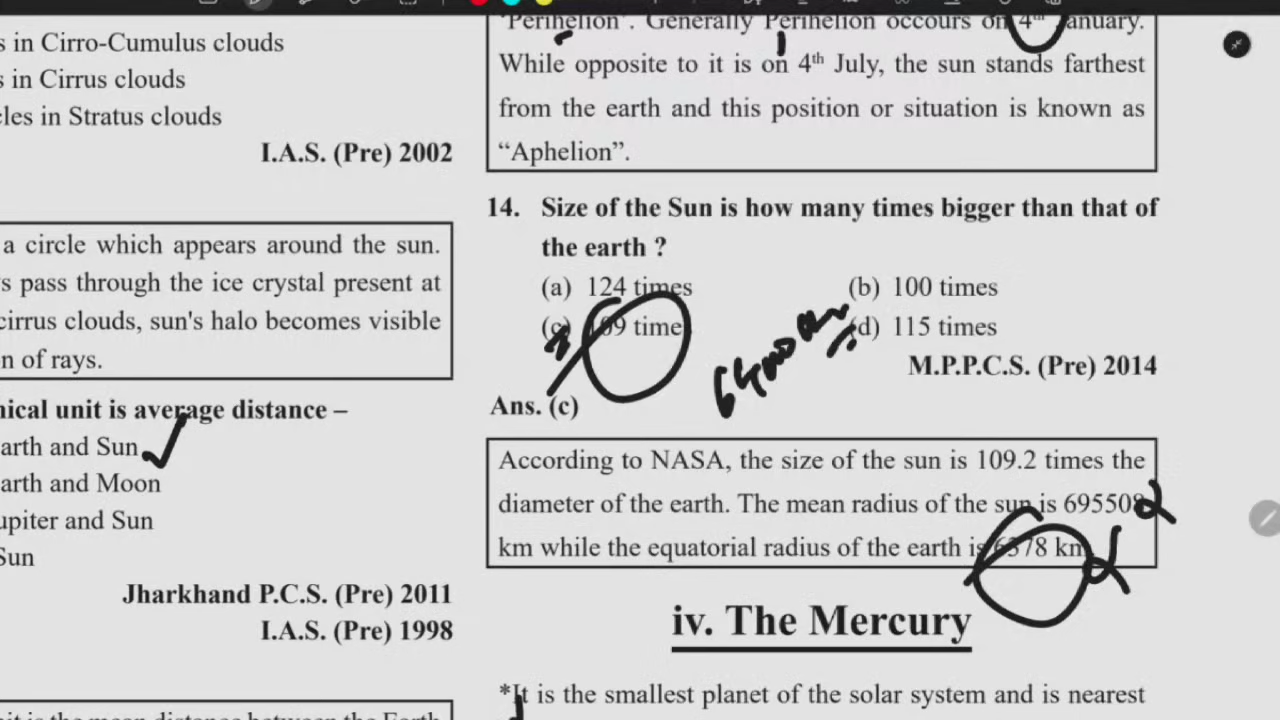 s in Cirro-Cumulus clouds
s in Cirrus clouds
cles in Stratus clouds
I.A.S. (Pre) 2002
a circle which appears around the sun.
s pass through the ice crystal present at
cirrus clouds, sun's halo becomes visible
on of rays.
nical unit is average distance –
arth and Sun
arth and Moon
upiter and Sun
Sun
Jharkhand P.C.S. (Pre) 2011
I.A.S. (Pre) 1998
"Perihelion". Generally Perihelion occurs on 4th January.
While opposite to it is on 4th July, the sun stands farthest
from the earth and this position or situation is known as
“Aphelion”.
14. Size of the Sun is how many times bigger than that of
the earth ?
(a) 124 times
(b) 100 times
(c) 109 times
(d) 115 times
M.P.P.C.S. (Pre) 2014
Ans. (c)
According to NASA, the size of the sun is 109.2 times the
diameter of the earth. The mean radius of the sun is 695508
km while the equatorial radius of the earth is 6378 km.
iv. The Mercury
*It is the smallest planet of the solar system and is nearest